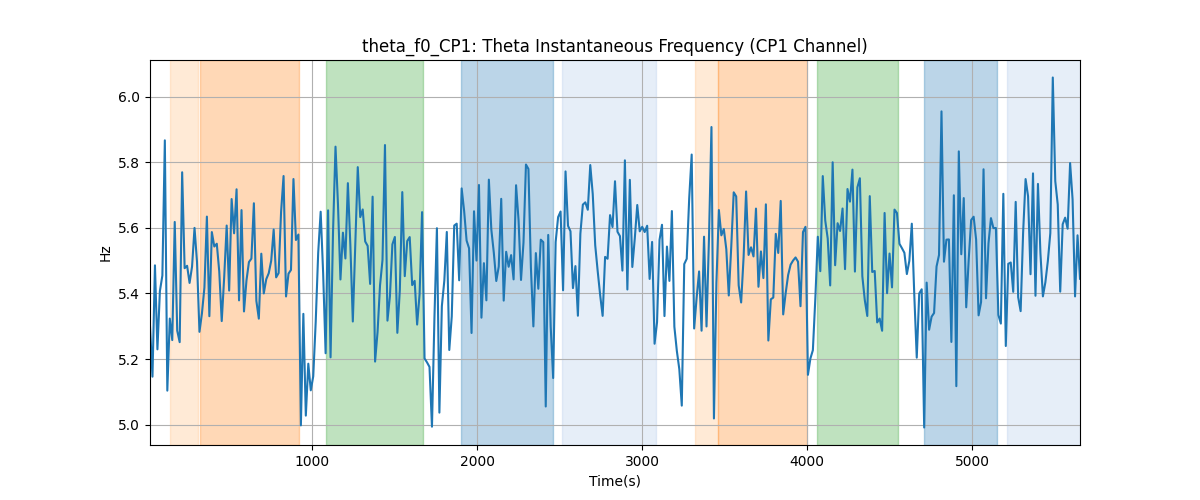 theta_f0_CP1: Theta Instantaneous Frequency (CP1 Channel)
6.0
5.8
5.6
5.4
5.2
5.0
Hz
1000 2000 3000 4000 5000
Time(s)